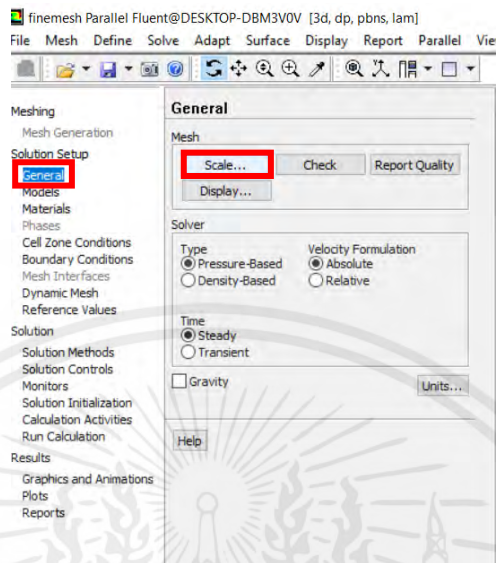 finemesh Parallel Fluent@DESKTOP-DBM3V0V [3d, dp, pbns, lam]
File Mesh Define Solve Adapt Surface Display Report Parallel Vie
Meshing
Mesh Generation
Solution Setup
General
Models
Materials
Phases
Cell Zone Conditions
Boundary Conditions
Mesh Interfaces
Dynamic Mesh
Reference Values
Solution
Solution Methods
Solution Controls
Monitors
Solution Initialization
Calculation Activities
Run Calculation
Results
Graphics and Animations
Plots
Reports
General
Mesh
Scale... Check Report Quality
Display...
Solver
Type Velocity Formulation
Pressure-Based Absolute
Density-Based Relative
Time
Steady
Transient
Gravity Units...
Help